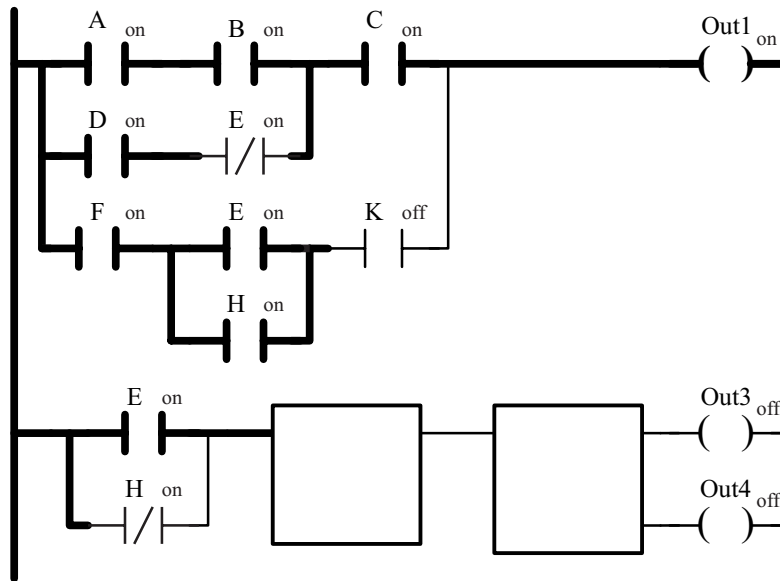 A on B on C on Out1 on
D on E on
F on E on K off
H on
E on Out3 off
H on Out4 off